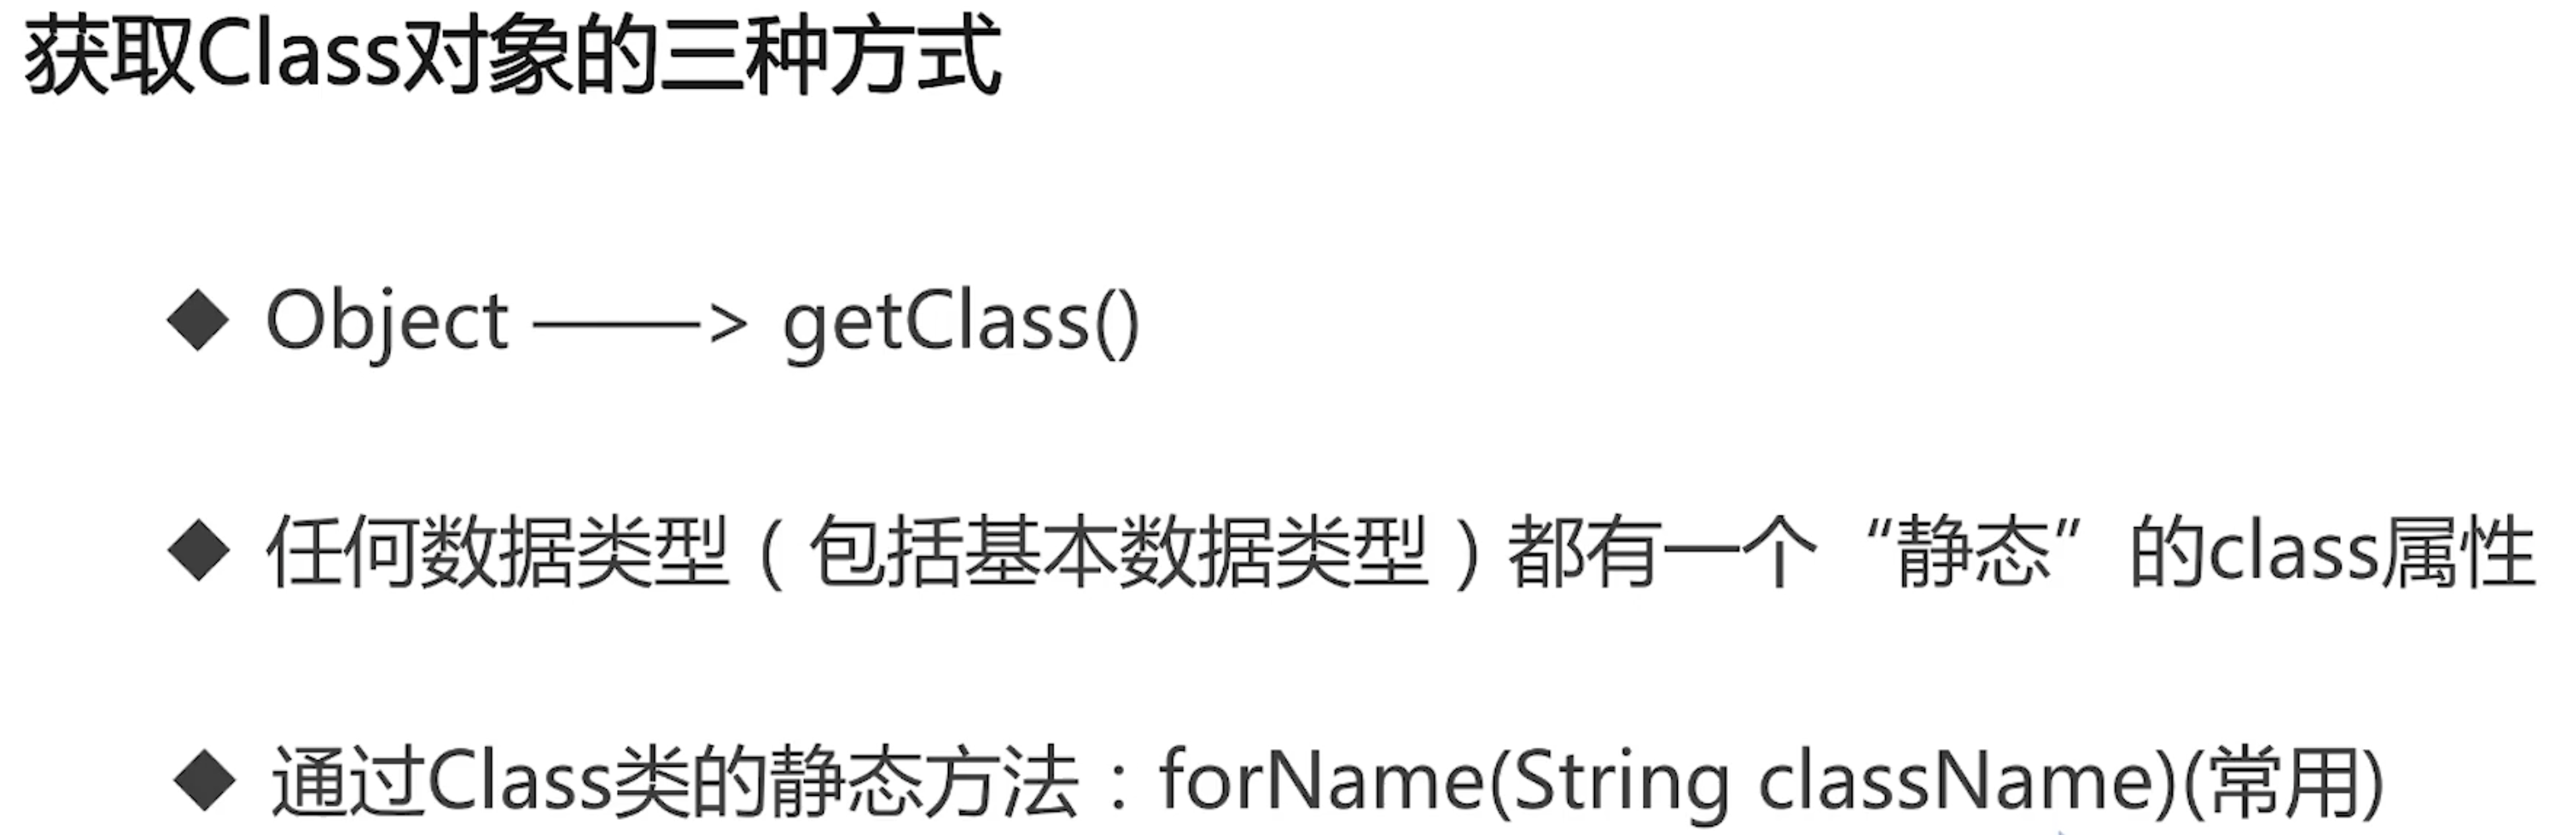 获取Class对象的三种方式
◆ Object ——> getClass()
◆ 任何数据类型（包括基本数据类型）都有一个“静态”的class属性
◆ 通过Class类的静态方法：forName(String className)(常用)